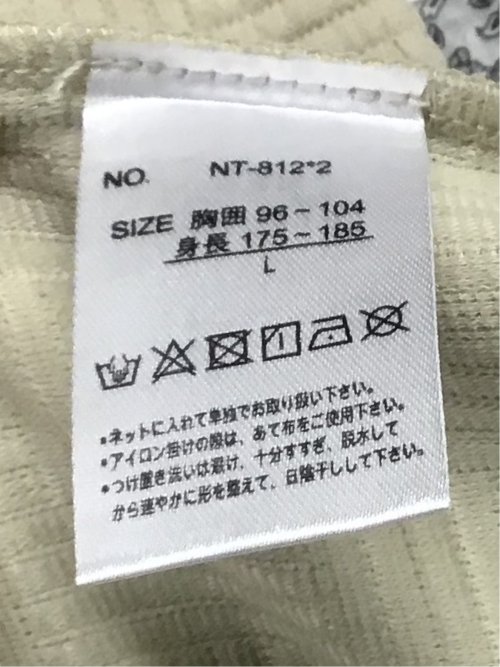 NO. NT-812*2
SIZE 胸囲 96~104
身長 175~185
L
•ネットに入れて単独でお取り扱い下さい。
•アイロン掛けの際は、あて布をご使用下さい。
•つけ置き洗いは避け、十分すすぎ、脱水して
から速やかに形を整えて、日陰干しして下さい。